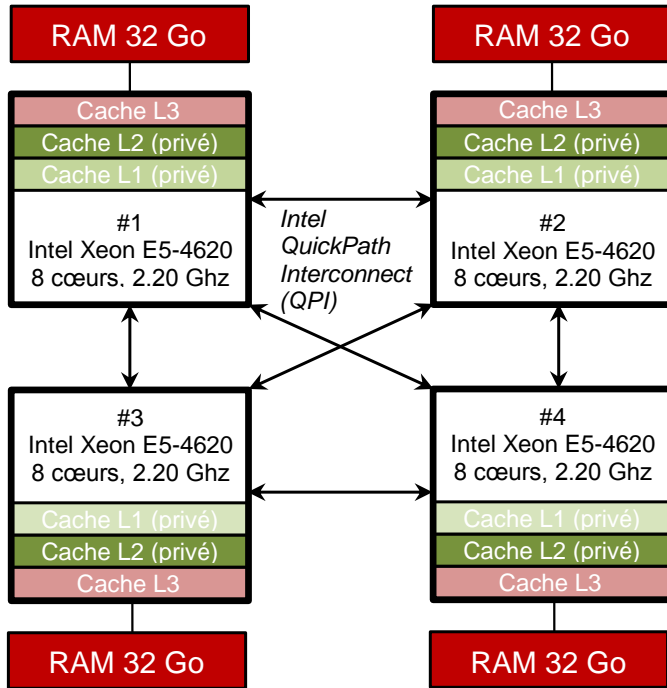 RAM 32 Go
RAM 32 Go
Cache L3
Cache L2 (privé)
Cache L1 (privé)
#1
Intel Xeon E5-4620
8 cœurs, 2.20 Ghz
Cache L3
Cache L2 (privé)
Cache L1 (privé)
#2
Intel Xeon E5-4620
8 cœurs, 2.20 Ghz
Intel
QuickPath
Interconnect
(QPI)
#3
Intel Xeon E5-4620
8 cœurs, 2.20 Ghz
Cache L1 (privé)
Cache L2 (privé)
Cache L3
#4
Intel Xeon E5-4620
8 cœurs, 2.20 Ghz
Cache L1 (privé)
Cache L2 (privé)
Cache L3
RAM 32 Go
RAM 32 Go